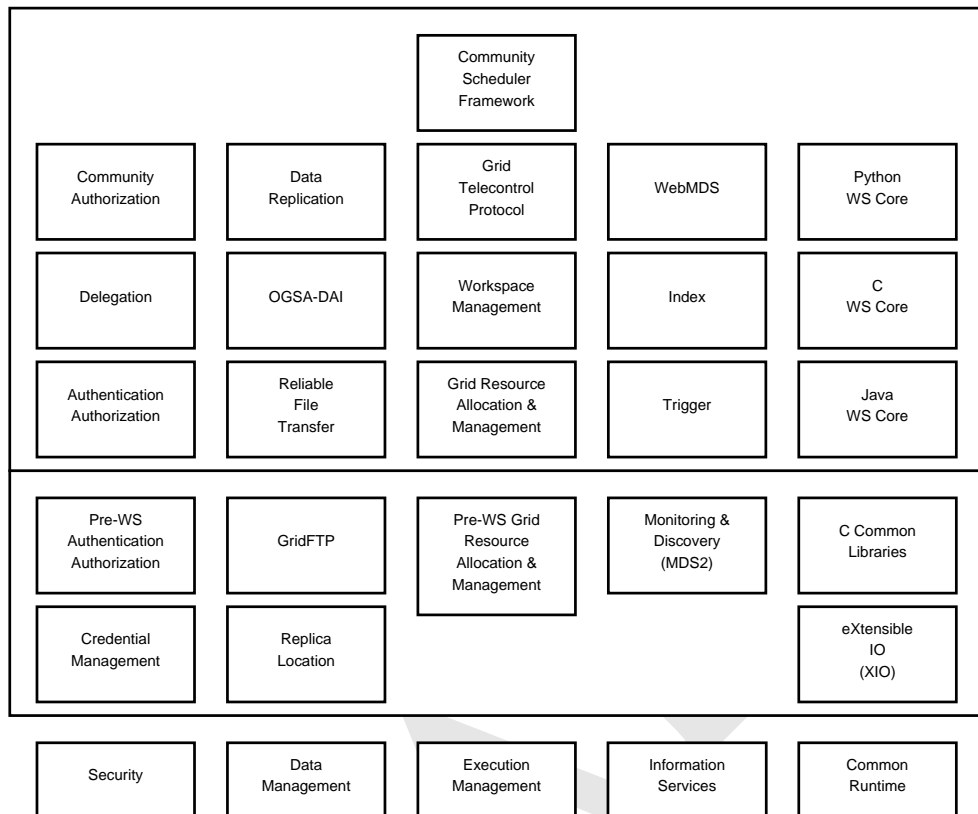 Community
Scheduler
Framework
Community
Authorization
Data
Replication
Grid
Telecontrol
Protocol
WebMDS
Python
WS Core
Delegation
OGSA-DAI
Workspace
Management
Index
C
WS Core
Authentication
Authorization
Reliable
File
Transfer
Grid Resource
Allocation &
Management
Trigger
Java
WS Core
Pre-WS
Authentication
Authorization
GridFTP
Pre-WS Grid
Resource
Allocation &
Management
Monitoring &
Discovery
(MDS2)
C Common
Libraries
Credential
Management
Replica
Location
eXtensible
IO
(XIO)
Security
Data
Management
Execution
Management
Information
Services
Common
Runtime